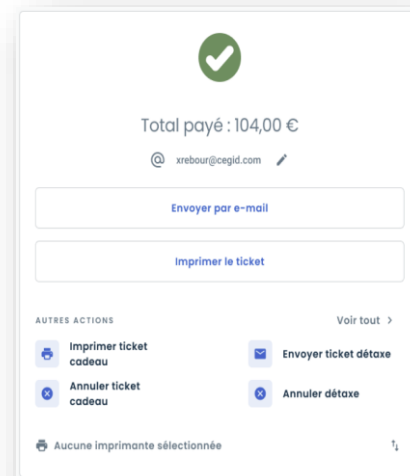 Total payé : 104,00 €
@ xrebour@cegid.com
Envoyer par e-mail
Imprimer le ticket
AUTRES ACTIONS
Voir tout >
Imprimer ticket
cadeau
Envoyer ticket détaxe
Annuler ticket
cadeau
Annuler détaxe
Aucune imprimante sélectionnée